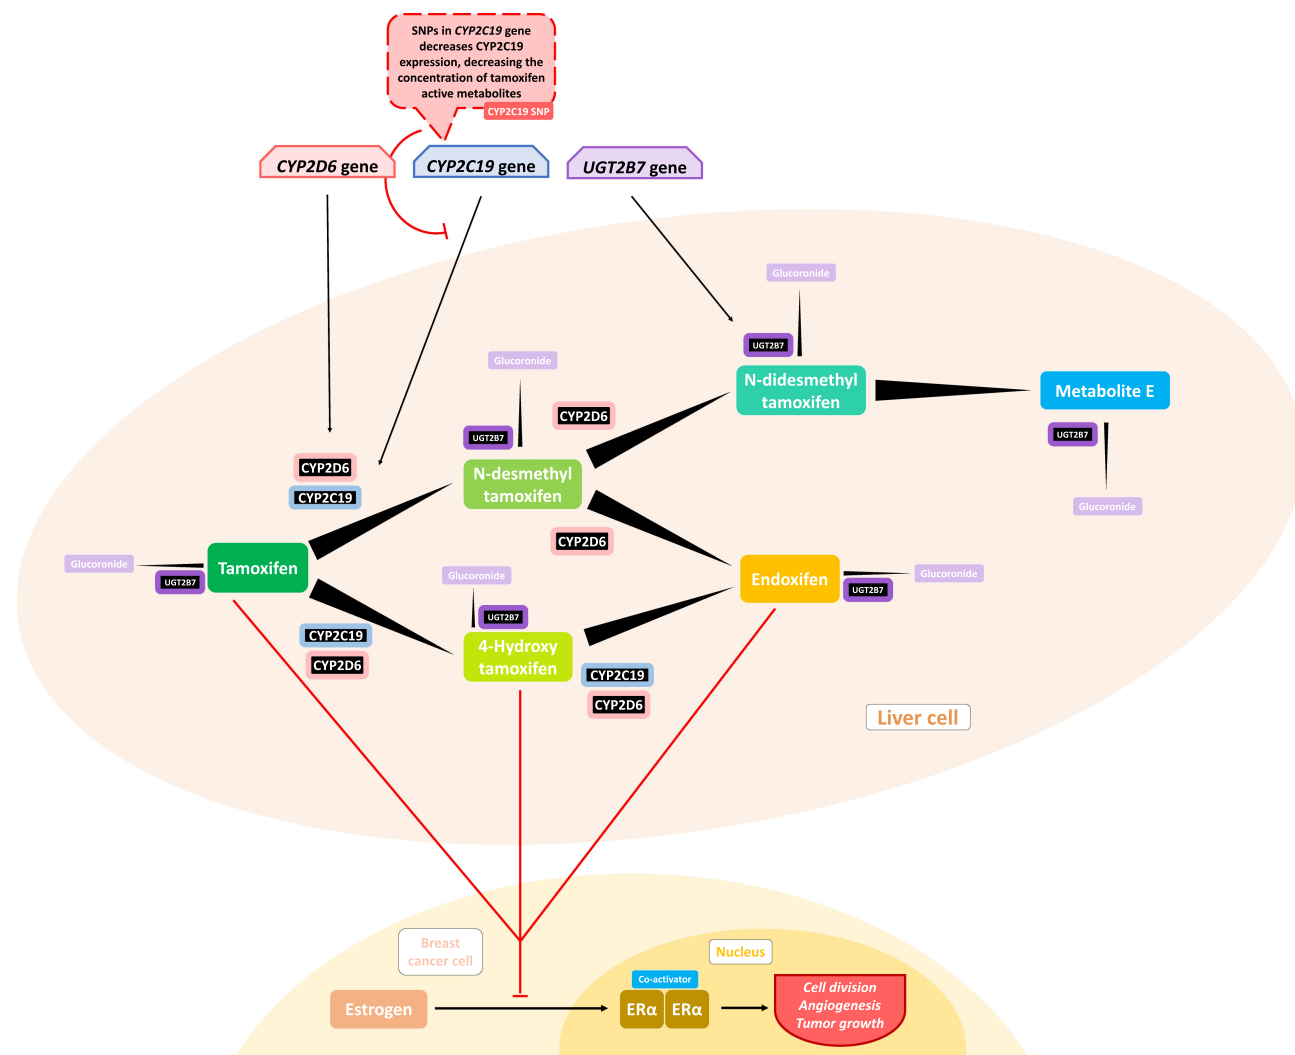 SNPs in CYP2C19 gene
decreases CYP2C19
expression, decreasing the
concentration of tamoxifen
active metabolites
CYP2C19 SNP
CYP2D6 gene
CYP2C19 gene
UGT2B7 gene
Glucoronide
UGT2B7
N-didesmethyl
tamoxifen
Metabolite E
UGT2B7
Glucoronide
Glucoronide
UGT2B7
CYP2D6
N-desmethyl
tamoxifen
CYP2D6
CYP2D6
CYP2C19
Glucoronide
UGT2B7
Tamoxifen
CYP2C19
CYP2D6
Glucoronide
UGT2B7
4-Hydroxy
tamoxifen
CYP2C19
CYP2D6
Endoxifen
Glucoronide
UGT2B7
Liver cell
Breast
cancer cell
Nucleus
Estrogen
Co-activator
ERα
ERα
Cell division
Angiogenesis
Tumor growth